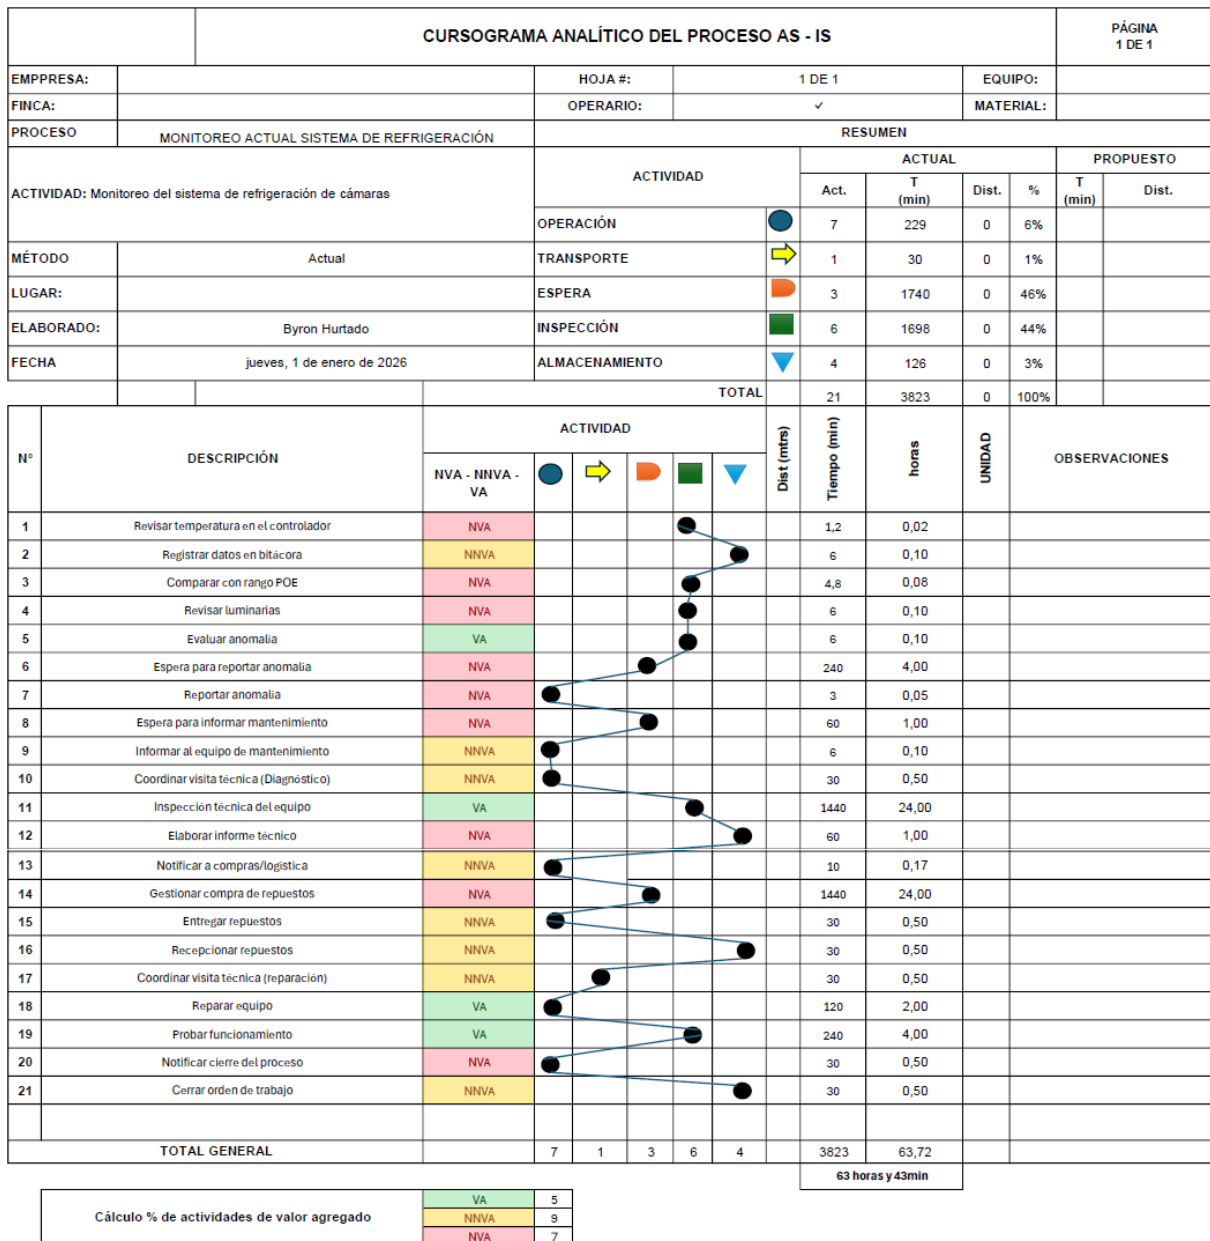 CURSOGRAMA ANALÍTICO DEL PROCESO AS - IS
PÁGINA
1 DE 1
EMPPRESA: HOJA #: 1 DE 1 EQUIPO:
FINCA: OPERARIO: ✓ MATERIAL:
PROCESO MONITOREO ACTUAL SISTEMA DE REFRIGERACIÓN RESUMEN
ACTIVIDAD: Monitoreo del sistema de refrigeración de cámaras
ACTIVIDAD ACTUAL PROPUESTO
Act. T (min) Dist. % T (min) Dist.
OPERACIÓN 7 229 0 6%
MÉTODO Actual TRANSPORTE 1 30 0 1%
LUGAR: ESPERA 3 1740 0 46%
ELABORADO: Byron Hurtado INSPECCIÓN 6 1698 0 44%
FECHA jueves, 1 de enero de 2026 ALMACENAMIENTO 4 126 0 3%
TOTAL 21 3823 0 100%
N° DESCRIPCIÓN ACTIVIDAD Dist (mtrs) Tiempo (min) horas UNIDAD OBSERVACIONES
NVA - NNVA - VA
1 Revisar temperatura en el controlador NVA 1,2 0,02
2 Registrar datos en bitácora NNVA 6 0,10
3 Comparar con rango POE NVA 4,8 0,08
4 Revisar luminarias NVA 6 0,10
5 Evaluar anomalia VA 6 0,10
6 Espera para reportar anomalia NVA 240 4,00
7 Reportar anomalia NVA 3 0,05
8 Espera para informar mantenimiento NVA 60 1,00
9 Informar al equipo de mantenimiento NNVA 6 0,10
10 Coordinar visita técnica (Diagnóstico) NNVA 30 0,50
11 Inspección técnica del equipo VA 1440 24,00
12 Elaborar informe técnico NVA 60 1,00
13 Notificar a compras/logística NNVA 10 0,17
14 Gestionar compra de repuestos NVA 1440 24,00
15 Entregar repuestos NNVA 30 0,50
16 Recepcionar repuestos NNVA 30 0,50
17 Coordinar visita técnica (reparación) NNVA 30 0,50
18 Reparar equipo VA 120 2,00
19 Probar funcionamiento VA 240 4,00
20 Notificar cierre del proceso NVA 30 0,50
21 Cerrar orden de trabajo NNVA 30 0,50
TOTAL GENERAL 7 1 3 6 4 3823 63,72
63 horas y 43min
Cálculo % de actividades de valor agregado
VA 5
NNVA 9
NVA 7